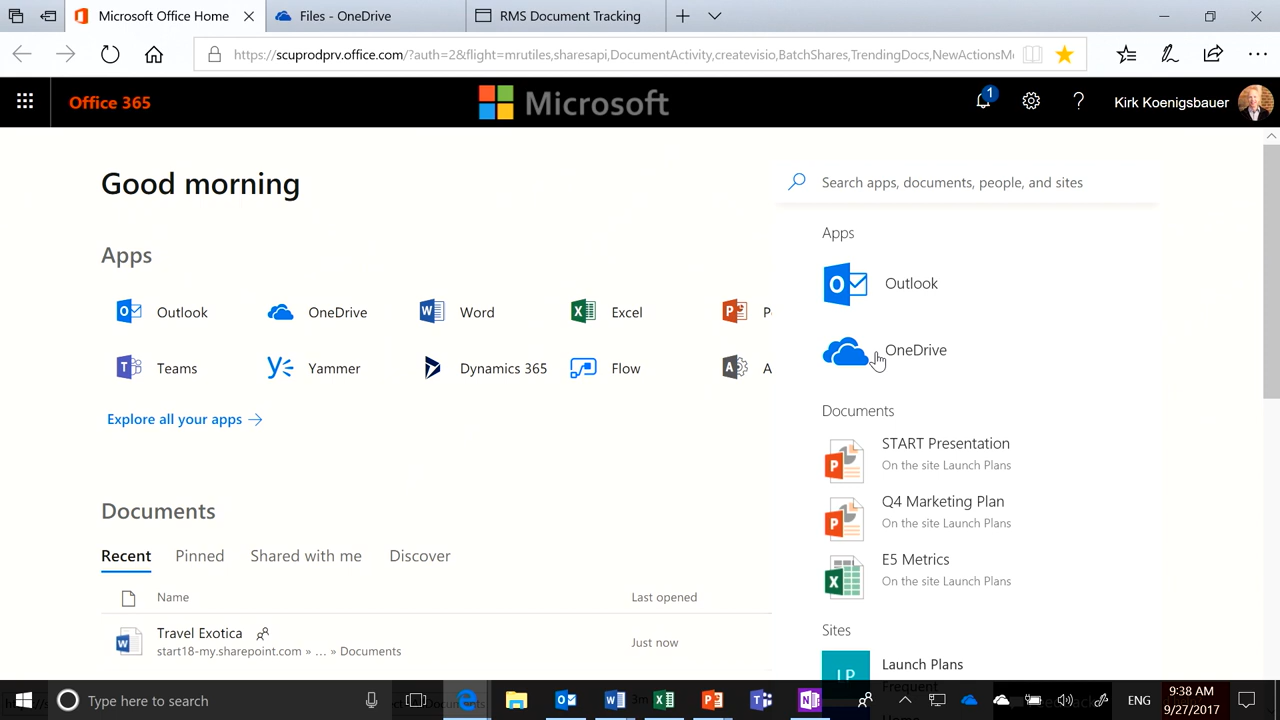 Microsoft Office Home
Files - OneDrive
RMS Document Tracking
https://scuprodprv.office.com/?auth=2&flight=mrutiles,sharesapi,DocumentActivity,createvisio,BatchShares,TrendingDocs,NewActionsM
Office 365
Microsoft
1
?
Kirk Koenigsbauer
Good morning
Search apps, documents, people, and sites
Apps
Apps
Outlook
OneDrive
Word
Excel
P
Outlook
Teams
Yammer
Dynamics 365
Flow
A
OneDrive
Explore all your apps
Documents
START Presentation
On the site Launch Plans
Q4 Marketing Plan
On the site Launch Plans
E5 Metrics
On the site Launch Plans
Documents
Recent
Pinned
Shared with me
Discover
Name
Last opened
Travel Exotica
start18-my.sharepoint.com » ... » Documents
Just now
Sites
LP
Launch Plans
Frequent
Type here to search
3m
ENG
9:38 AM
9/27/2017